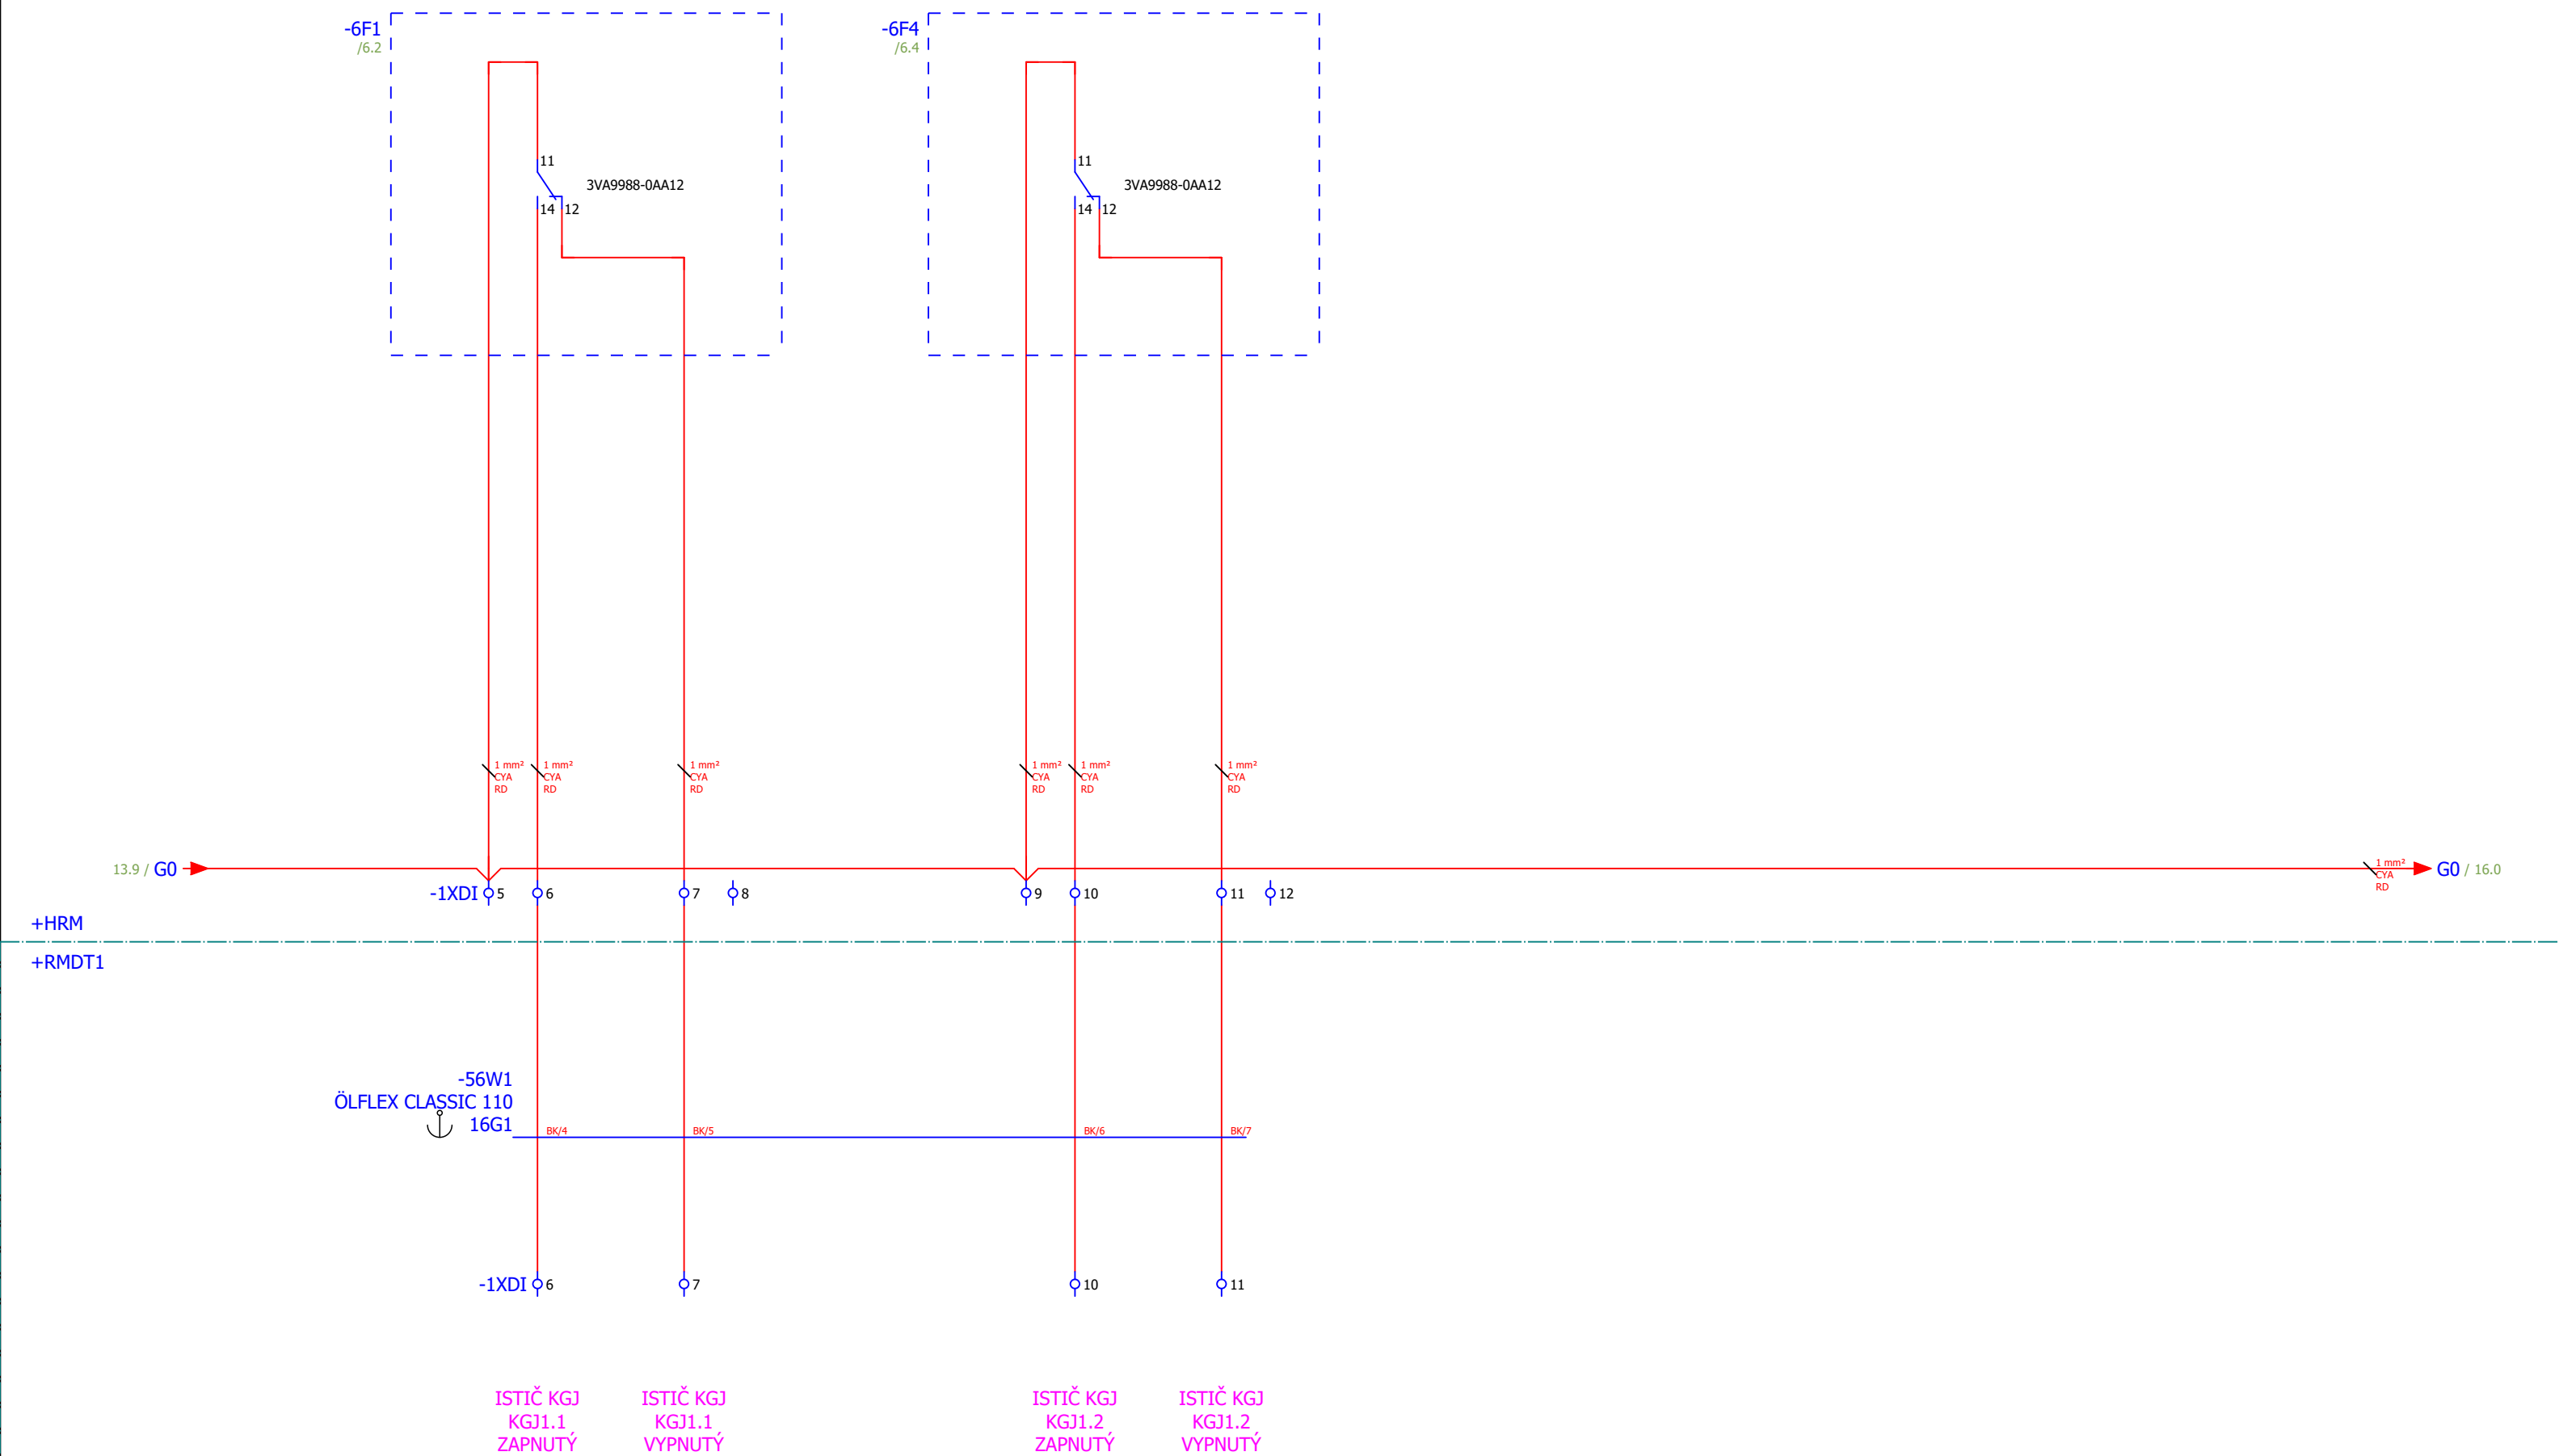 -6F1
/6.2
-6F4
/6.4
11
3VA9988-0AA12
14
12
11
3VA9988-0AA12
14
12
1 mm²
CYA
RD
1 mm²
CYA
RD
1 mm²
CYA
RD
1 mm²
CYA
RD
1 mm²
CYA
RD
1 mm²
CYA
RD
13.9 / G0
1 mm²
CYA
RD
G0 / 16.0
-1XDI
5
6
7
8
9
10
11
12
+HRM
+RMDT1
-56W1
ÖLFLEX CLASSIC 110
16G1
BK/4
BK/5
BK/6
BK/7
-1XDI
6
7
10
11
ISTIČ KGJ
KGJ1.1
ZAPNUTÝ
ISTIČ KGJ
KGJ1.1
VYPNUTÝ
ISTIČ KGJ
KGJ1.2
ZAPNUTÝ
ISTIČ KGJ
KGJ1.2
VYPNUTÝ